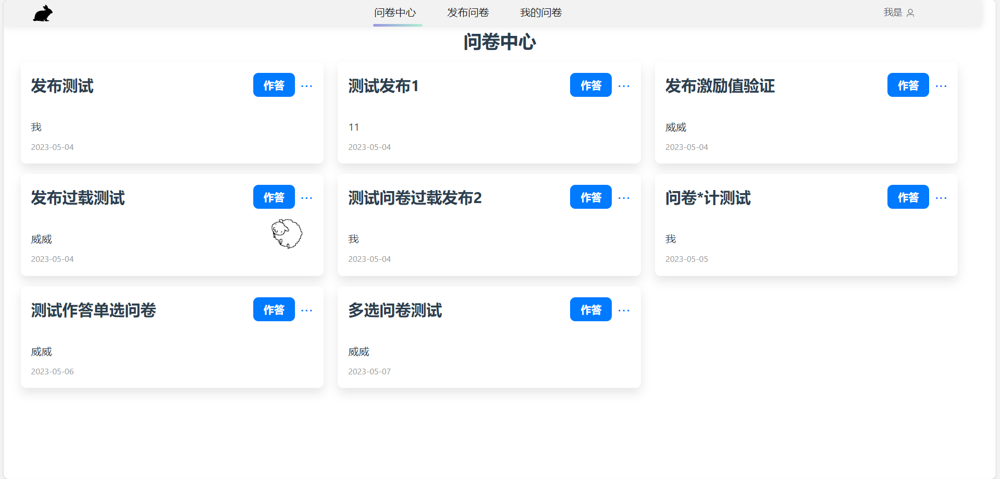 问卷中心 发布问卷 我的问卷 我是
问卷中心
发布测试 作答 ···
我
2023-05-04
测试发布1 作答 ···
11
2023-05-04
发布激励值验证 作答 ···
威威
2023-05-04
发布过载测试 作答 ···
威威
2023-05-04
测试问卷过载发布2 作答 ···
我
2023-05-04
问卷*计测试 作答 ···
我
2023-05-05
测试作答单选问卷 作答 ···
威威
2023-05-06
多选问卷测试 作答 ···
威威
2023-05-07